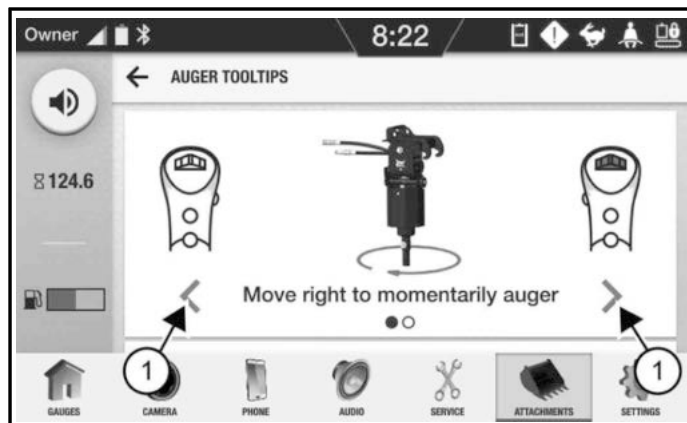 Owner 8:22
AUGER TOOLTIPS
124.6
Move right to momentarily auger
1 1
GAUGES CAMERA PHONE AUDIO SERVICE ATTACHMENTS SETTINGS